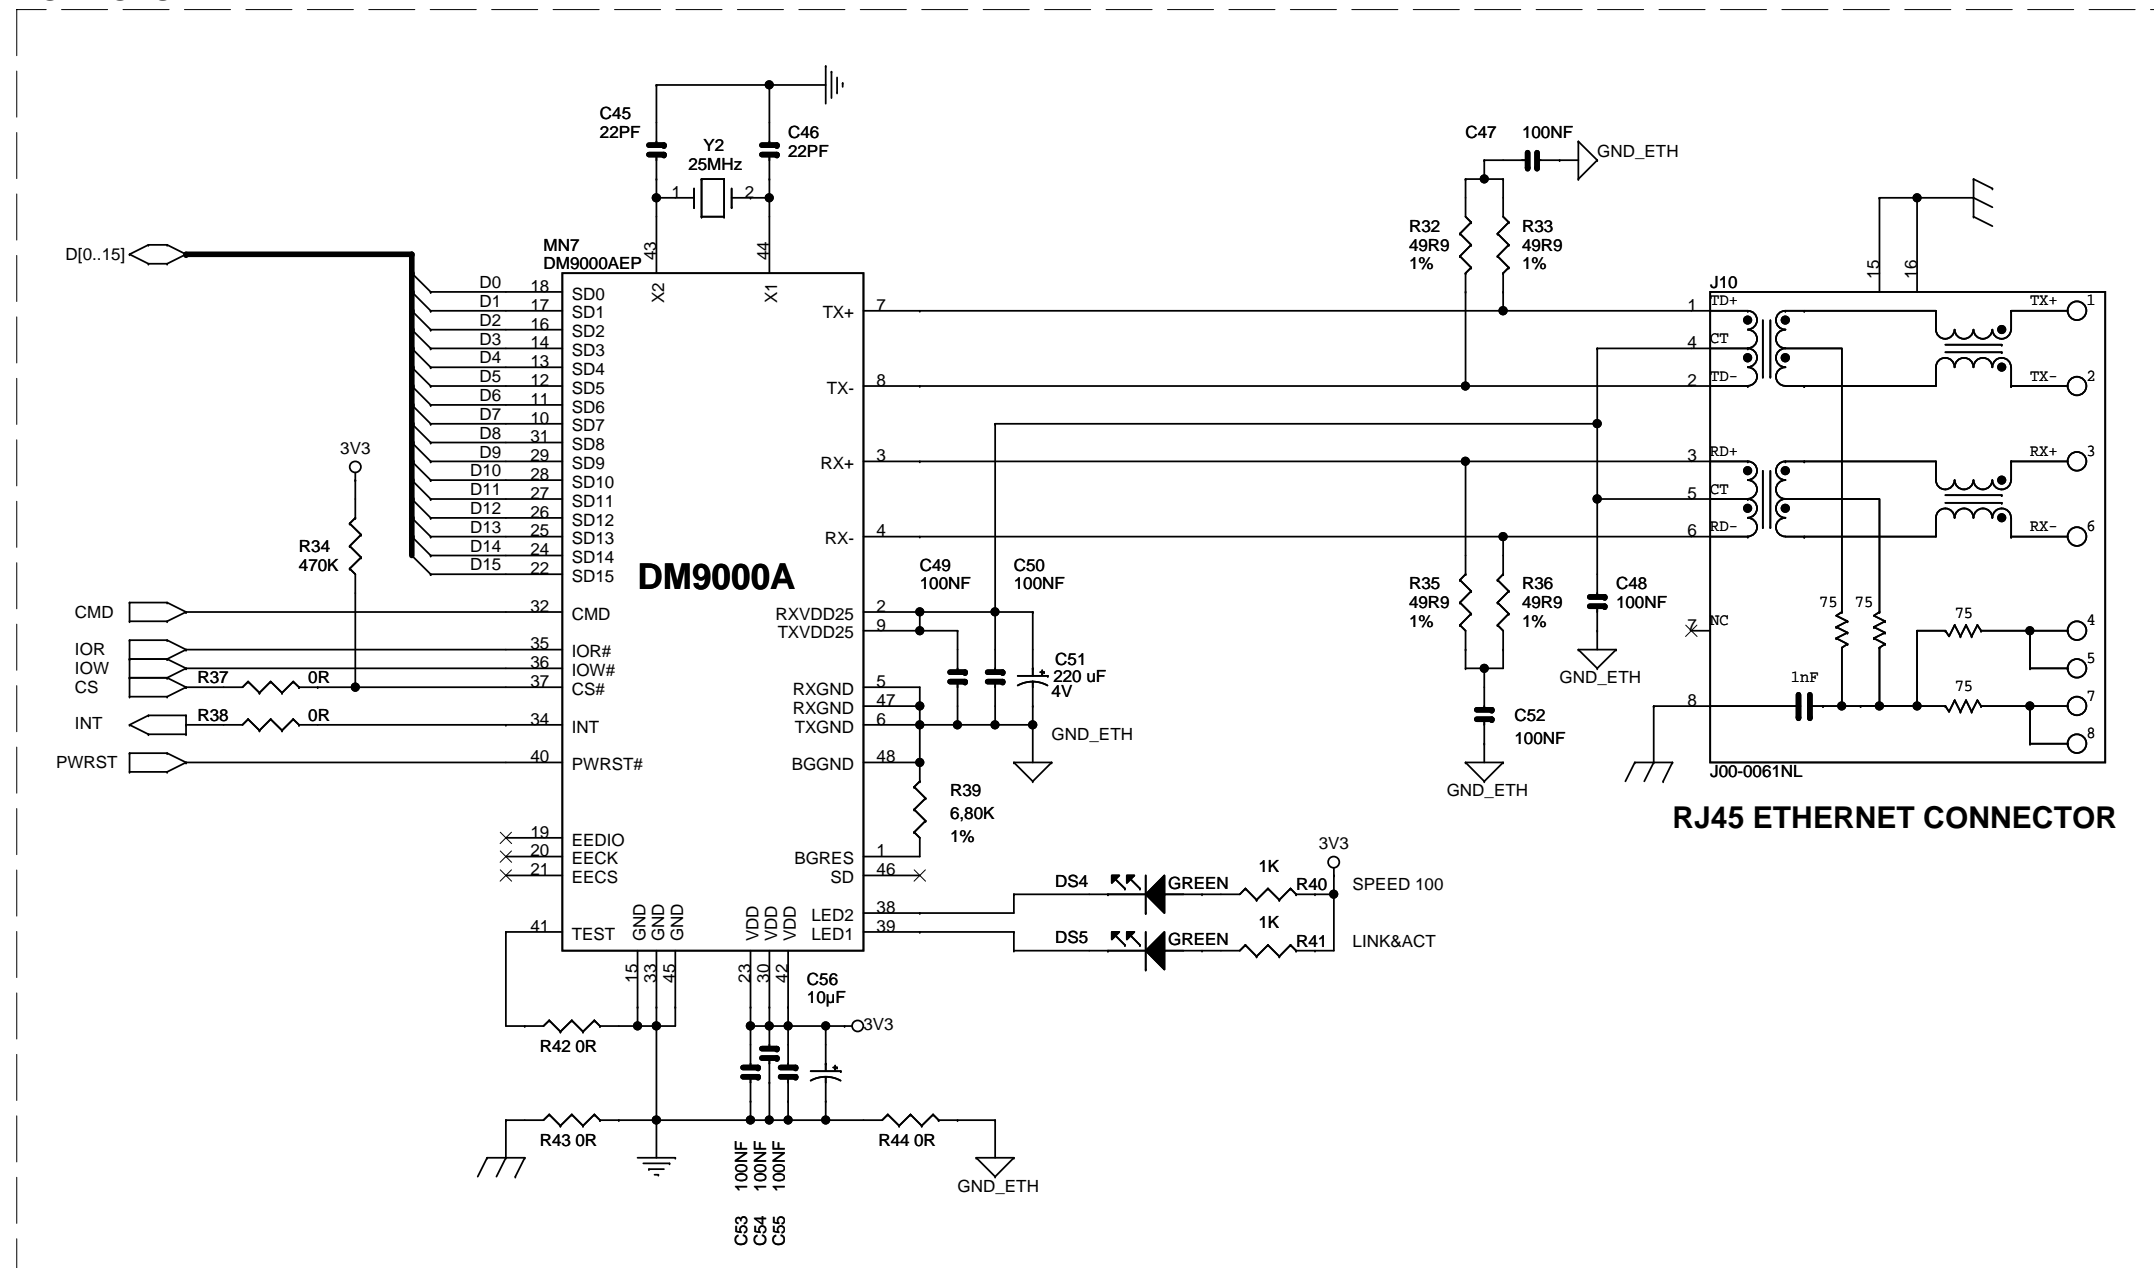 C45
22PF
C46
22PF
Y2
25MHz
1
2
43
44
C47
100NF
GND_ETH
R32
49R9
1%
R33
49R9
1%
D[0..15]
MN7
DM9000AEP
X2
X1
15
16
J10
D0 18 SD0
D1 17 SD1
D2 16 SD2
D3 14 SD3
D4 13 SD4
D5 12 SD5
D6 11 SD6
D7 10 SD7
D8 31 SD8
D9 29 SD9
D10 28 SD10
D11 27 SD11
D12 26 SD12
D13 25 SD13
D14 24 SD14
D15 22 SD15
DM9000A
TX+ 7
TX- 8
RX+ 3
RX- 4
1 TD+
4 CT
2 TD-
3 RD+
5 CT
6 RD-
7 NC
8
TX+ 1
TX- 2
RX+ 3
RX- 6
4
5
7
8
75
75
75
75
1nF
J00-0061NL
RJ45 ETHERNET CONNECTOR
3V3
R34
470K
CMD 32 CMD
IOR 35 IOR#
IOW 36 IOW#
CS R37 0R 37 CS#
INT R38 0R 34 INT
PWRST 40 PWRST#
19 EEDIO
20 EECK
21 EECS
41 TEST
C49
100NF
C50
100NF
RXVDD25 2
TXVDD25 9
C51
220 uF
4V
RXGND 5
RXGND 47
TXGND 6
GND_ETH
BGGND 48
R39
6,80K
1%
BGRES 1
SD 46
R35
49R9
1%
R36
49R9
1%
C48
100NF
GND_ETH
C52
100NF
GND_ETH
LED2 38
LED1 39
3V3
DS4 GREEN 1K R40 SPEED 100
DS5 GREEN 1K R41 LINK&ACT
GND GND GND
15 33 45
VDD VDD VDD
23 30 42
C56
10µF
3V3
R42 0R
R43 0R
R44 0R
GND_ETH
C53 100NF
C54 100NF
C55 100NF